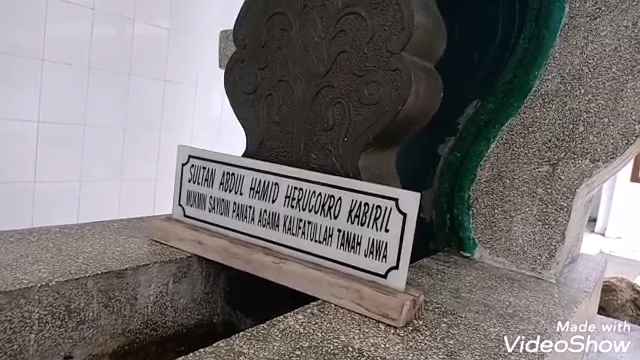 SULTAN ABDUL HAMID HERUCOKRO KABIRIL
MUKMIN SAYIDIN PANATA AGAMA KALIFATULLAH TANAH JAWA
Made with
VideoShow